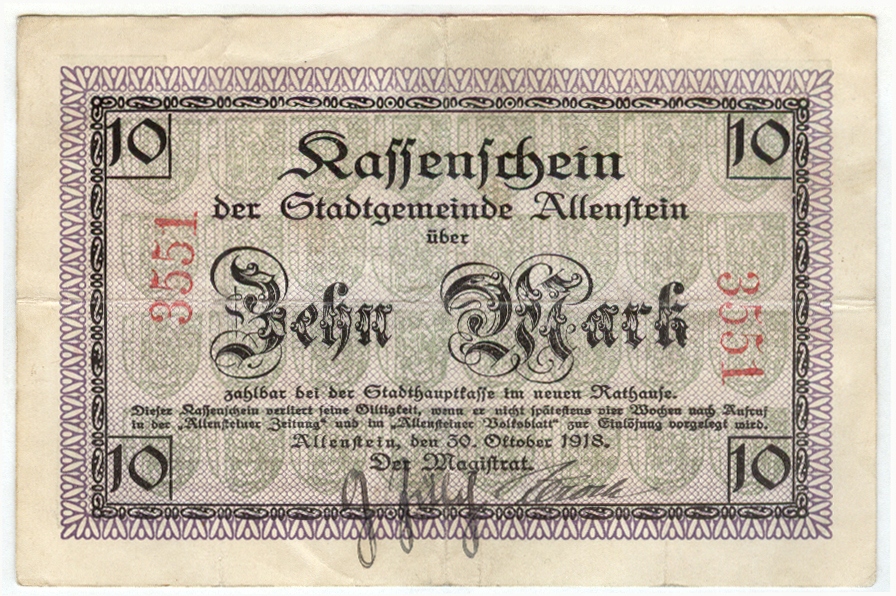 10 10
Kassenschein
der Stadtgemeinde Allenstein
über
Zehn Mark
3551 3551
zahlbar bei der Stadthauptkasse im neuen Rathause.
Dieser Kassenschein verliert seine Gültigkeit, wenn er nicht spätestens vier Wochen nach Aufruf
in der „Allensteiner Zeitung“ und im „Allensteiner Volksblatt“ zur Einlösung vorgelegt wird.
Allenstein, den 30. Oktober 1918.
Der Magistrat.
10 10